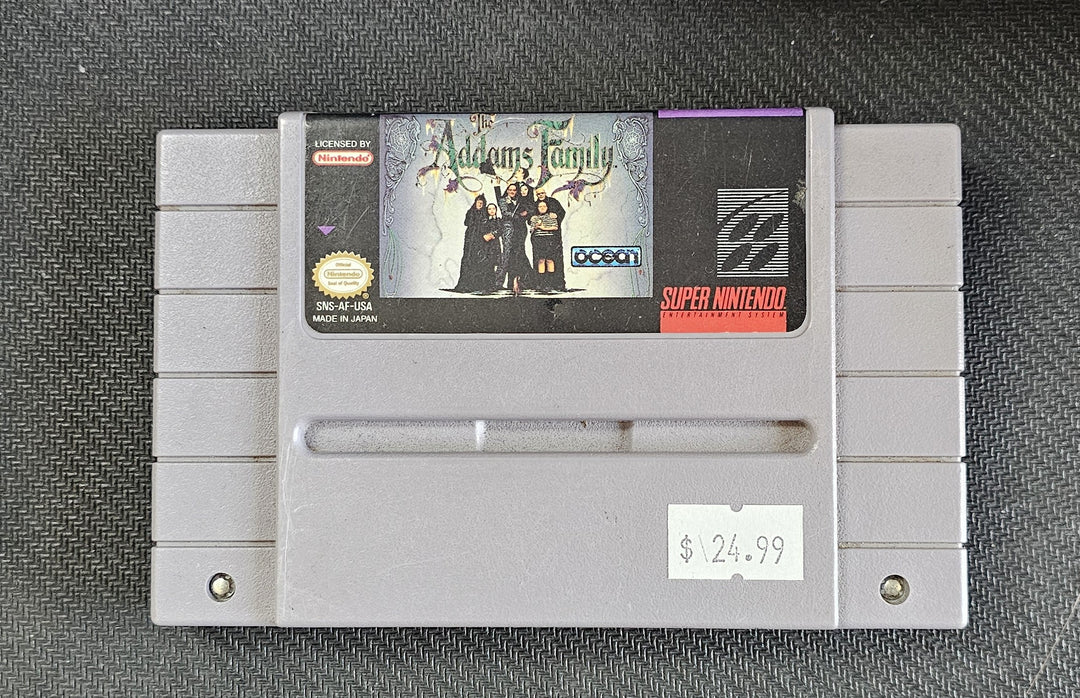 LICENSED BY
Nintendo
The
Addams Family
ocean
Official
Nintendo
Seal of Quality
SNS-AF-USA
MADE IN JAPAN
SUPER NINTENDO
ENTERTAINMENT SYSTEM
$ 24.99